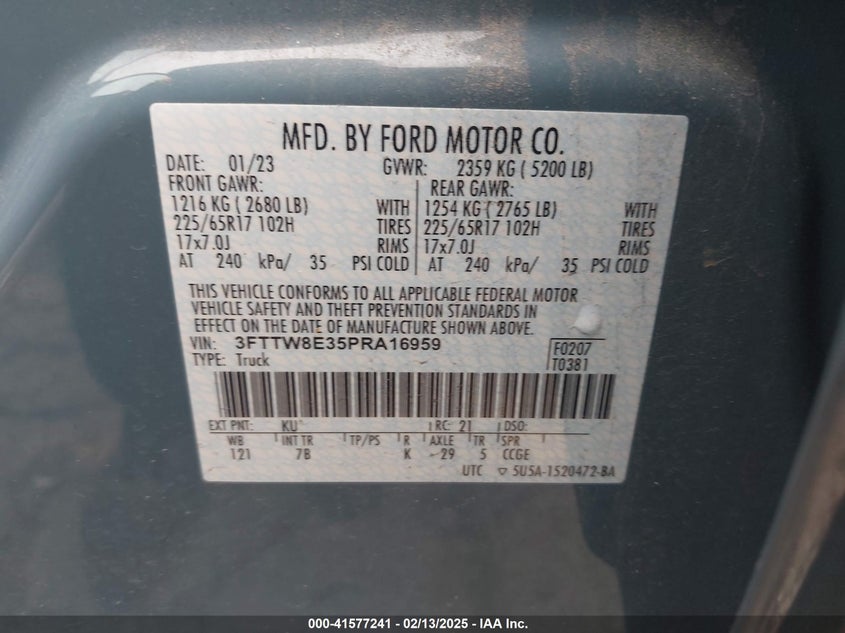 MFD. BY FORD MOTOR CO.
DATE: 01/23 GVWR: 2359 KG ( 5200 LB)
FRONT GAWR: REAR GAWR:
1216 KG ( 2680 LB) WITH 1254 KG ( 2765 LB) WITH
225/65R17 102H TIRES 225/65R17 102H TIRES
17x7.0J RIMS 17x7.0J RIMS
AT 240 kPa/ 35 PSI COLD AT 240 kPa/ 35 PSI COLD
THIS VEHICLE CONFORMS TO ALL APPLICABLE FEDERAL MOTOR
VEHICLE SAFETY AND THEFT PREVENTION STANDARDS IN
EFFECT ON THE DATE OF MANUFACTURE SHOWN ABOVE.
VIN: 3FTTW8E35PRA16959 F0207
TYPE: Truck T0381
EXT PNT: KU RC: 21 DSO:
WB INT TR TP/PS R AXLE TR SPR
121 7B K 29 5 CCGE
UTC ▽ 5U5A-1520472-BA
000-41577241 - 02/13/2025 - IAA Inc.